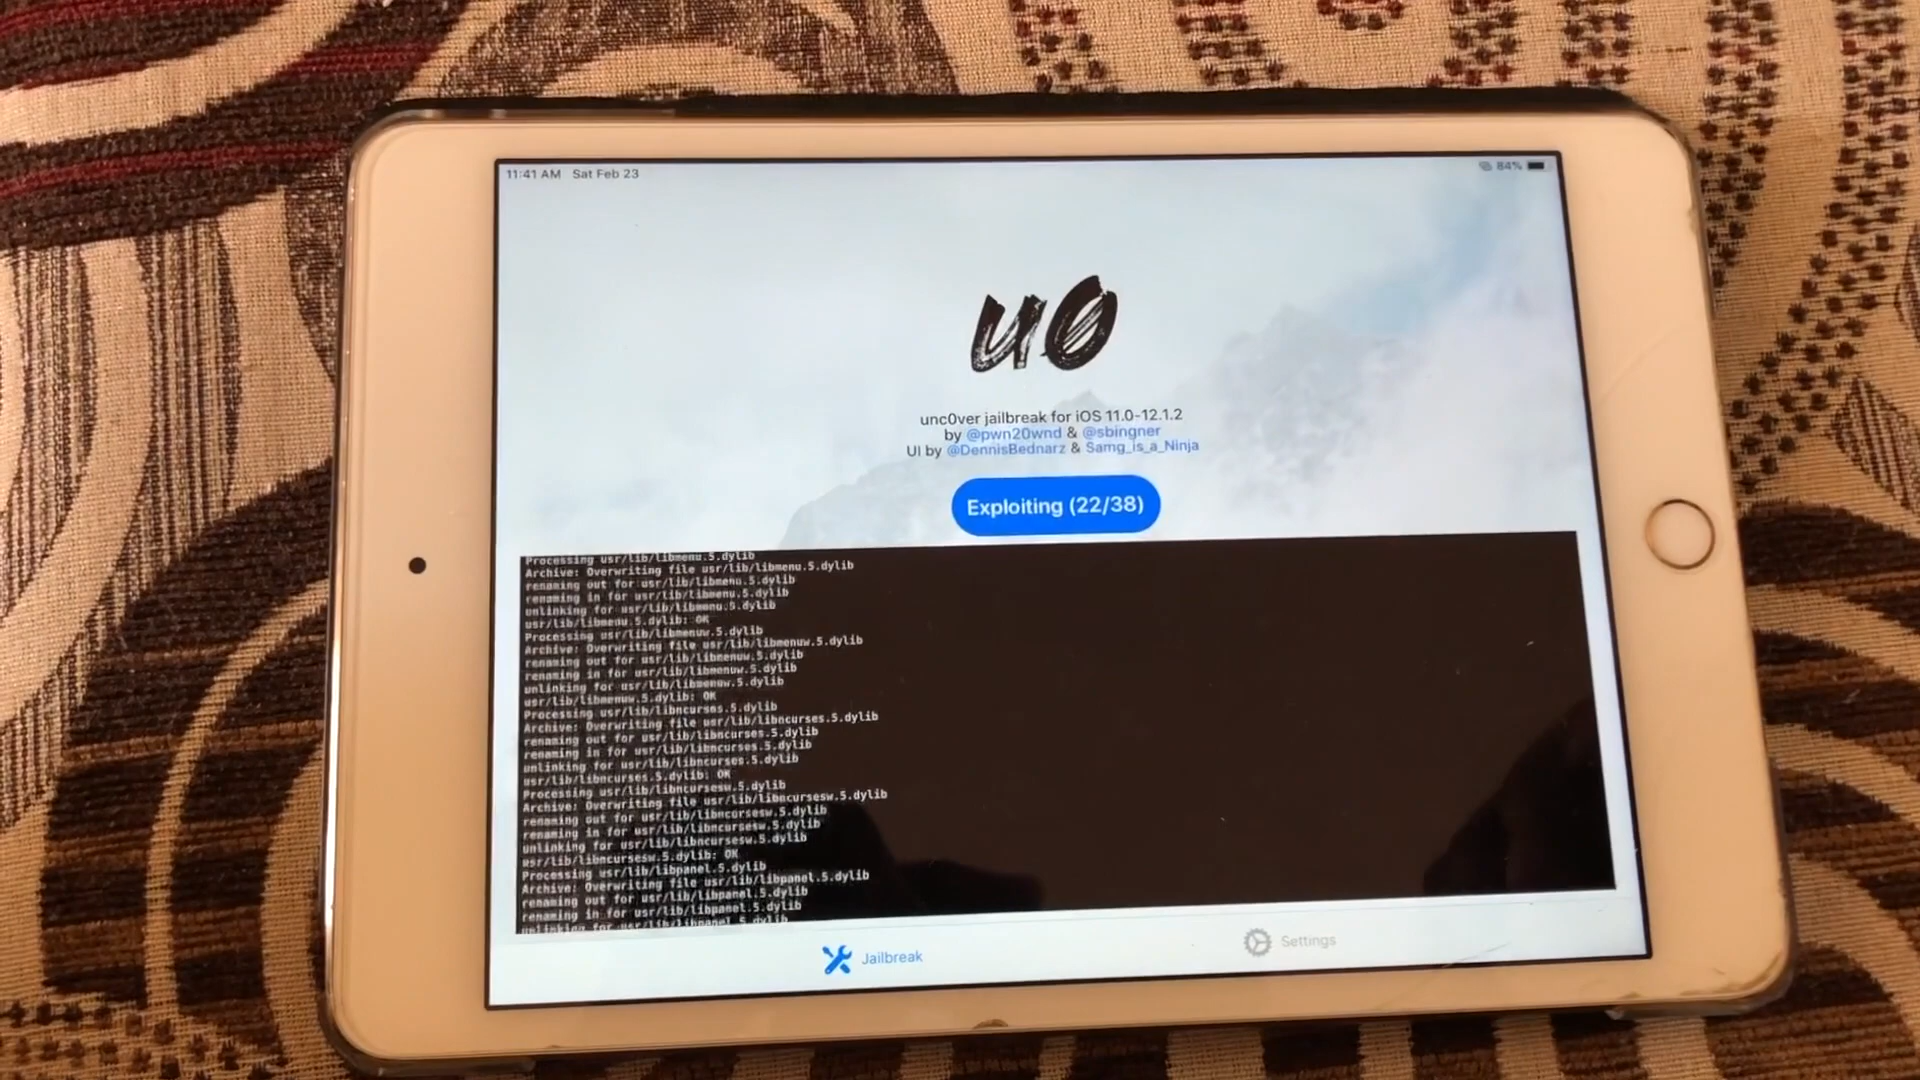 11:41 AM Sat Feb 23
84%
u0
unc0ver jailbreak for iOS 11.0-12.1.2
by @pwn20wnd & @sbingner
UI by @DennisBednarz & Samg_is_a_Ninja
Exploiting (22/38)
Processing usr/lib/libmenu.5.dylib
Archive: Overwriting file usr/lib/libmenu.5.dylib
renaming out for usr/lib/libmenu.5.dylib
renaming in for usr/lib/libmenu.5.dylib
unlinking for usr/lib/libmenu.5.dylib
usr/lib/libmenu.5.dylib: OK
Processing usr/lib/libmenuw.5.dylib
Archive: Overwriting file usr/lib/libmenuw.5.dylib
renaming out for usr/lib/libmenuw.5.dylib
renaming in for usr/lib/libmenuw.5.dylib
unlinking for usr/lib/libmenuw.5.dylib
usr/lib/libmenuw.5.dylib: OK
Processing usr/lib/libncurses.5.dylib
Archive: Overwriting file usr/lib/libncurses.5.dylib
renaming out for usr/lib/libncurses.5.dylib
renaming in for usr/lib/libncurses.5.dylib
unlinking for usr/lib/libncurses.5.dylib
usr/lib/libncurses.5.dylib: OK
Processing usr/lib/libncursesw.5.dylib
Archive: Overwriting file usr/lib/libncursesw.5.dylib
renaming out for usr/lib/libncursesw.5.dylib
renaming in for usr/lib/libncursesw.5.dylib
unlinking for usr/lib/libncursesw.5.dylib
usr/lib/libncursesw.5.dylib: OK
Processing usr/lib/libpanel.5.dylib
Archive: Overwriting file usr/lib/libpanel.5.dylib
renaming out for usr/lib/libpanel.5.dylib
renaming in for usr/lib/libpanel.5.dylib
unlinking for usr/lib/libpanel.5.dylib
Jailbreak
Settings